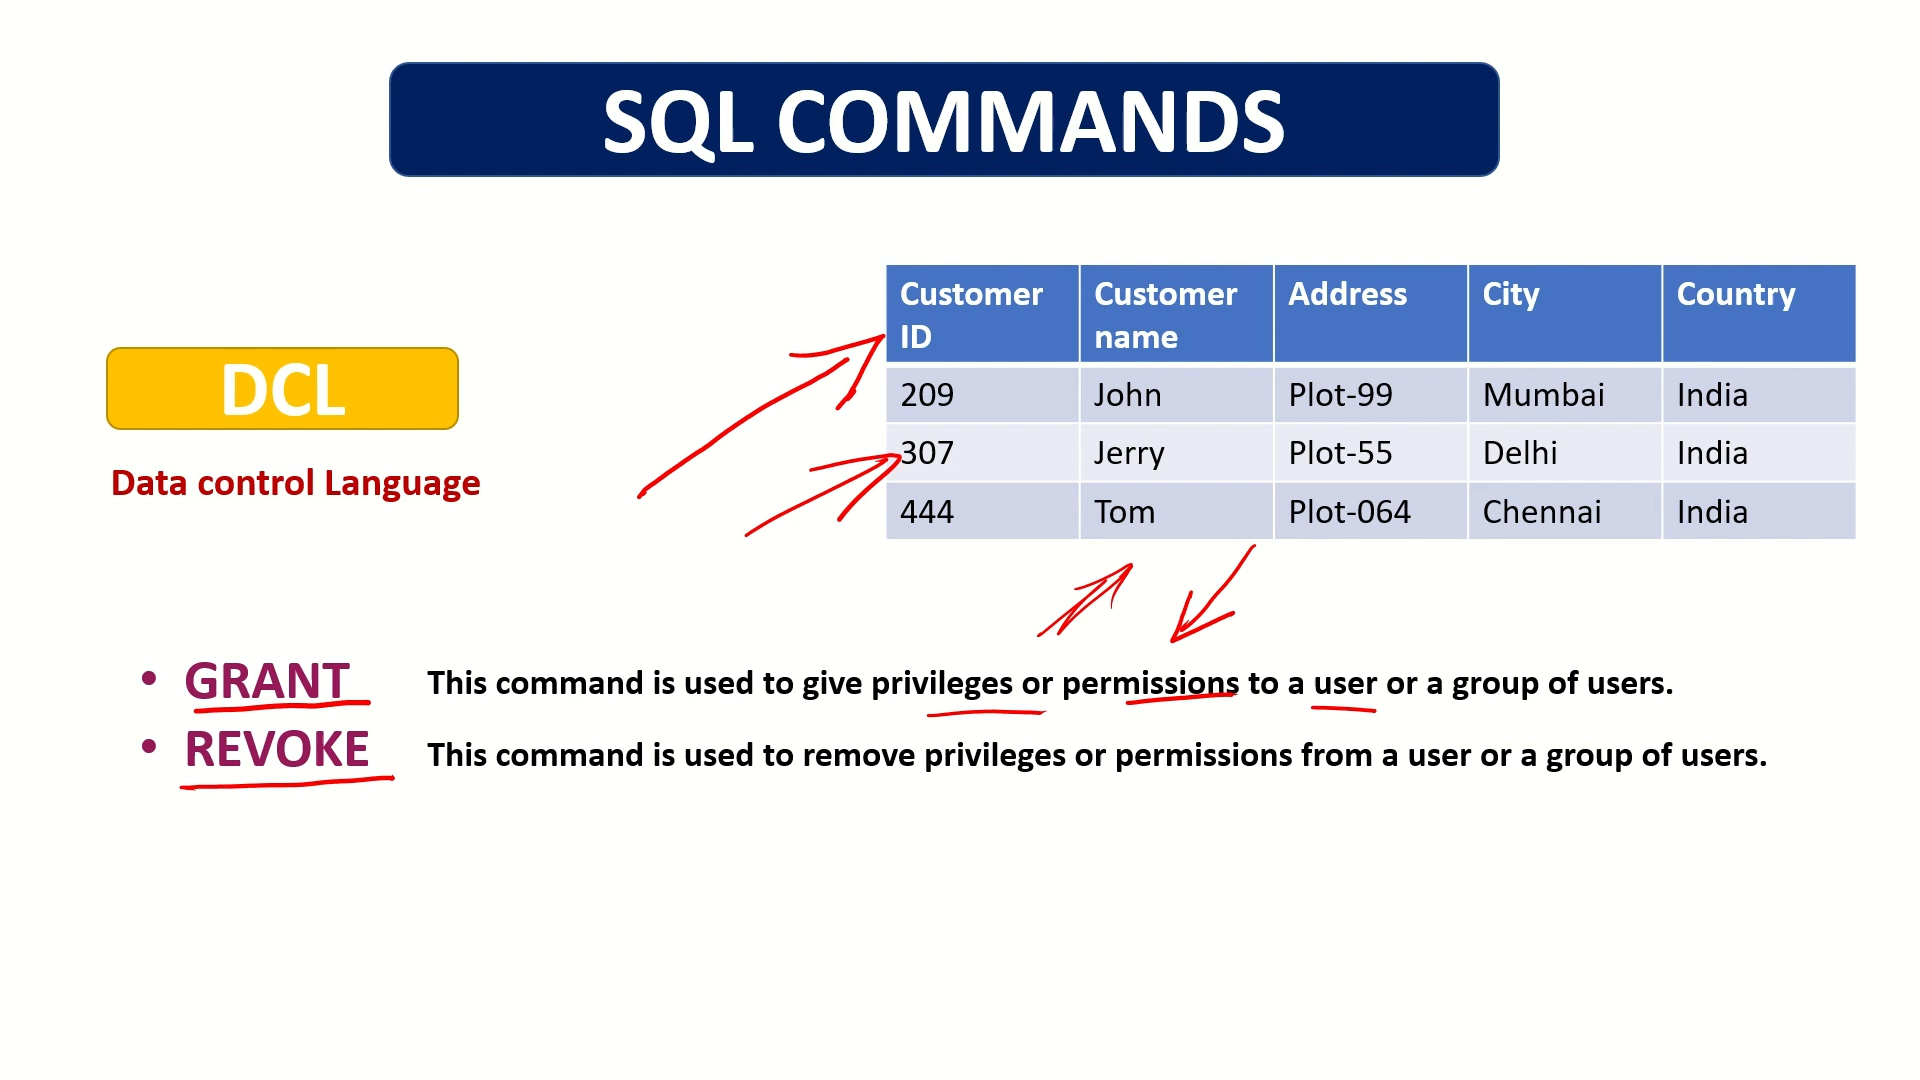 SQL COMMANDS
DCL
Data control Language
Customer ID Customer name Address City Country
209 John Plot-99 Mumbai India
307 Jerry Plot-55 Delhi India
444 Tom Plot-064 Chennai India
• GRANT This command is used to give privileges or permissions to a user or a group of users.
• REVOKE This command is used to remove privileges or permissions from a user or a group of users.